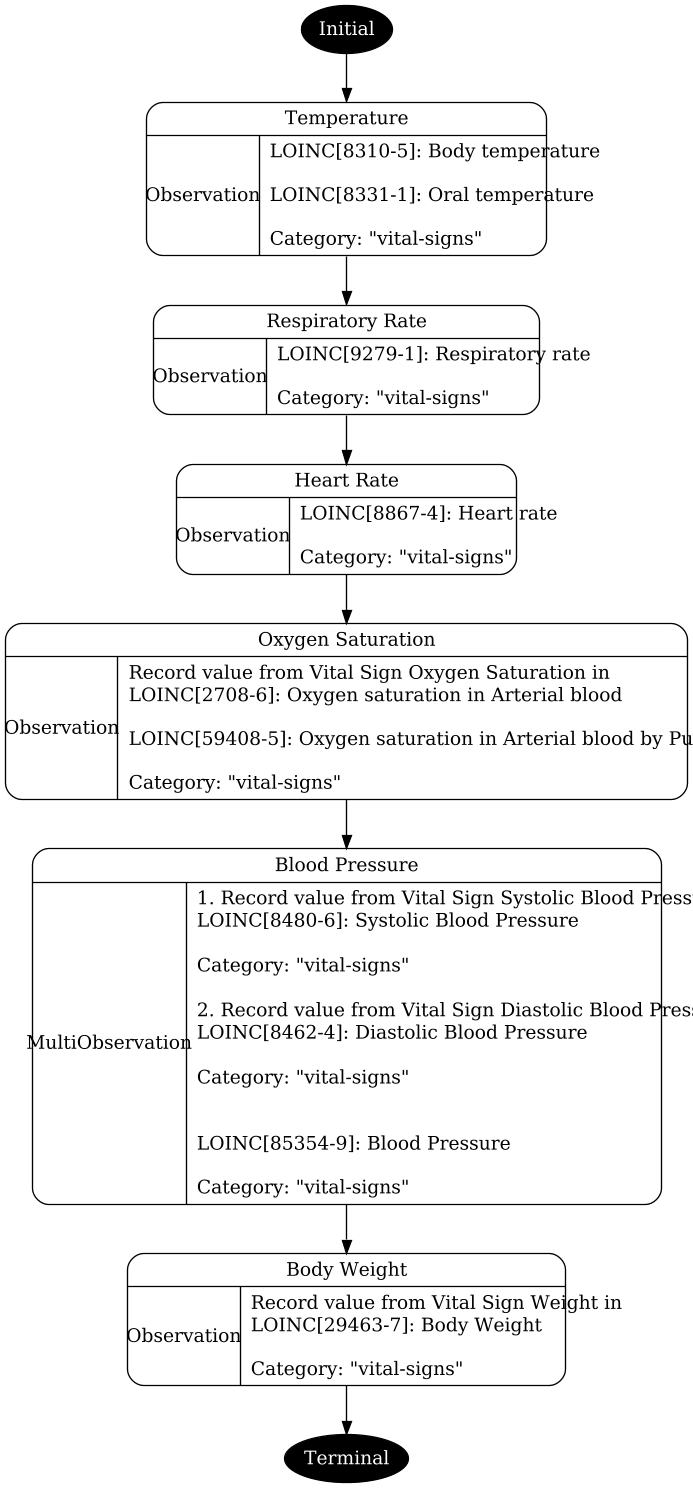 Initial
Temperature
Observation
LOINC[8310-5]: Body temperature
LOINC[8331-1]: Oral temperature
Category: "vital-signs"
Respiratory Rate
Observation
LOINC[9279-1]: Respiratory rate
Category: "vital-signs"
Heart Rate
Observation
LOINC[8867-4]: Heart rate
Category: "vital-signs"
Oxygen Saturation
Observation
Record value from Vital Sign Oxygen Saturation in
LOINC[2708-6]: Oxygen saturation in Arterial blood
LOINC[59408-5]: Oxygen saturation in Arterial blood by Pu
Category: "vital-signs"
Blood Pressure
MultiObservation
1. Record value from Vital Sign Systolic Blood Press
LOINC[8480-6]: Systolic Blood Pressure
Category: "vital-signs"
2. Record value from Vital Sign Diastolic Blood Pres
LOINC[8462-4]: Diastolic Blood Pressure
Category: "vital-signs"
LOINC[85354-9]: Blood Pressure
Category: "vital-signs"
Body Weight
Observation
Record value from Vital Sign Weight in
LOINC[29463-7]: Body Weight
Category: "vital-signs"
Terminal